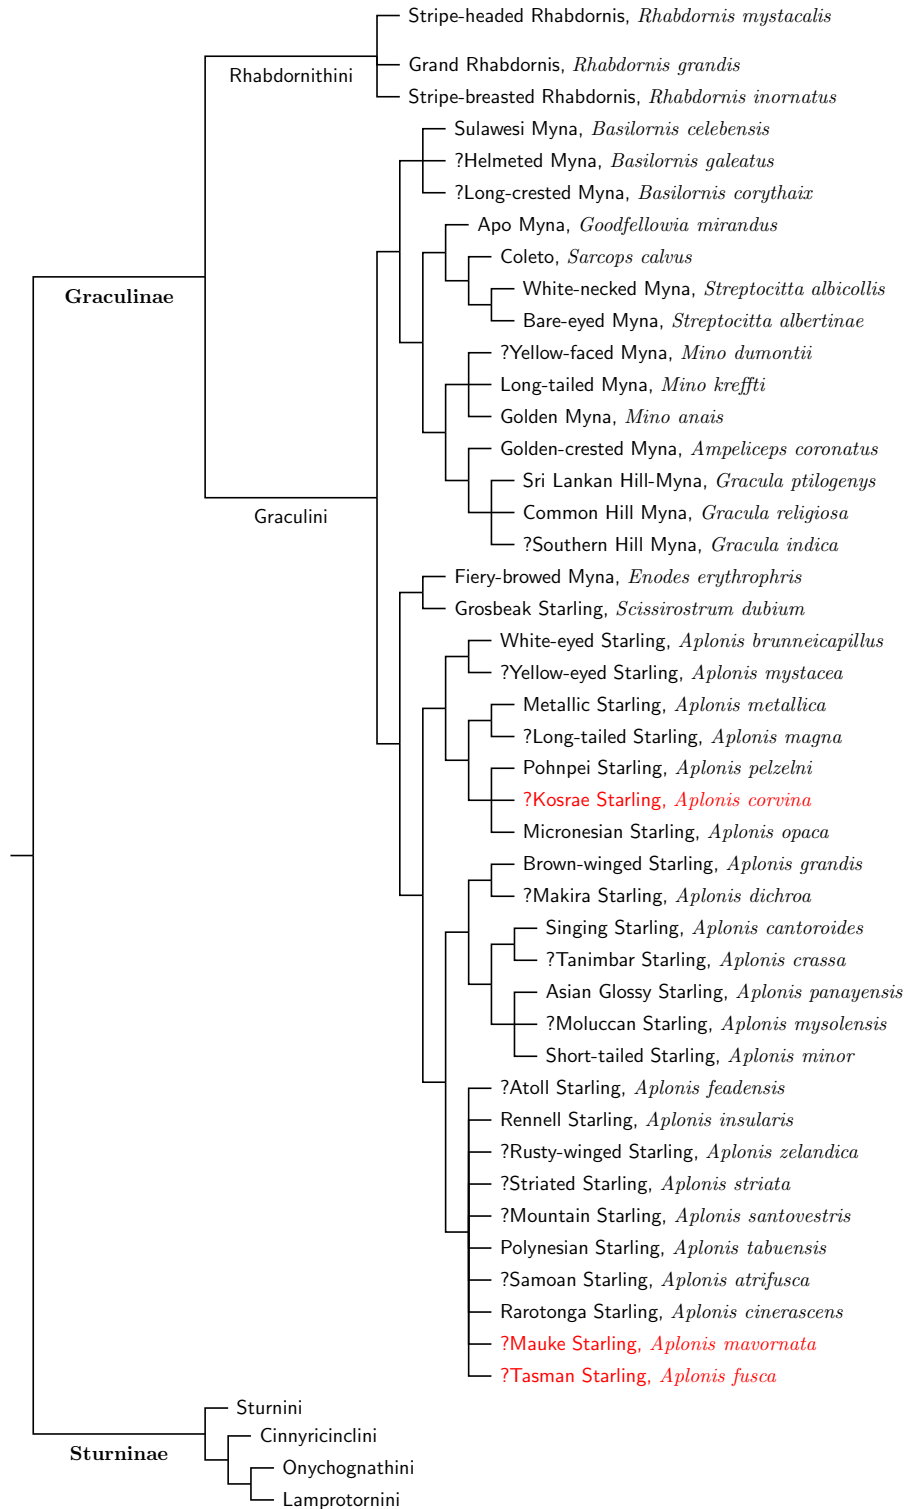 Stripe-headed Rhabdornis, Rhabdornis mystacalis
Rhabdornithini
Grand Rhabdornis, Rhabdornis grandis
Stripe-breasted Rhabdornis, Rhabdornis inornatus
Sulawesi Myna, Basilornis celebensis
?Helmeted Myna, Basilornis galeatus
?Long-crested Myna, Basilornis corythaix
Apo Myna, Goodfellowia mirandus
Coleto, Sarcops calvus
Graculinae
White-necked Myna, Streptocitta albicollis
Bare-eyed Myna, Streptocitta albertinae
?Yellow-faced Myna, Mino dumontii
Long-tailed Myna, Mino kreffti
Golden Myna, Mino anais
Golden-crested Myna, Ampeliceps coronatus
Sri Lankan Hill-Myna, Gracula ptilogenys
Graculini
Common Hill Myna, Gracula religiosa
?Southern Hill Myna, Gracula indica
Fiery-browed Myna, Enodes erythrophris
Grosbeak Starling, Scissirostrum dubium
White-eyed Starling, Aplonis brunneicapillus
?Yellow-eyed Starling, Aplonis mystacea
Metallic Starling, Aplonis metallica
?Long-tailed Starling, Aplonis magna
Pohnpei Starling, Aplonis pelzelni
?Kosrae Starling, Aplonis corvina
Micronesian Starling, Aplonis opaca
Brown-winged Starling, Aplonis grandis
?Makira Starling, Aplonis dichroa
Singing Starling, Aplonis cantoroides
?Tanimbar Starling, Aplonis crassa
Asian Glossy Starling, Aplonis panayensis
?Moluccan Starling, Aplonis mysolensis
Short-tailed Starling, Aplonis minor
?Atoll Starling, Aplonis feadensis
Rennell Starling, Aplonis insularis
?Rusty-winged Starling, Aplonis zelandica
?Striated Starling, Aplonis striata
?Mountain Starling, Aplonis santovestris
Polynesian Starling, Aplonis tabuensis
?Samoan Starling, Aplonis atrifusca
Rarotonga Starling, Aplonis cinerascens
?Mauke Starling, Aplonis mavornata
?Tasman Starling, Aplonis fusca
Sturnini
Cinnyricinclini
Sturninae
Onychognathini
Lamprotornini